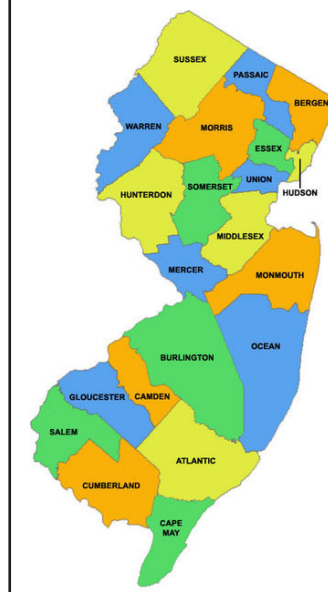 SUSSEX
PASSAIC
BERGEN
WARREN
MORRIS
ESSEX
HUNTERDON
SOMERSET
UNION
HUDSON
MIDDLESEX
MERCER
MONMOUTH
OCEAN
BURLINGTON
GLOUCESTER
CAMDEN
SALEM
ATLANTIC
CUMBERLAND
CAPE
MAY